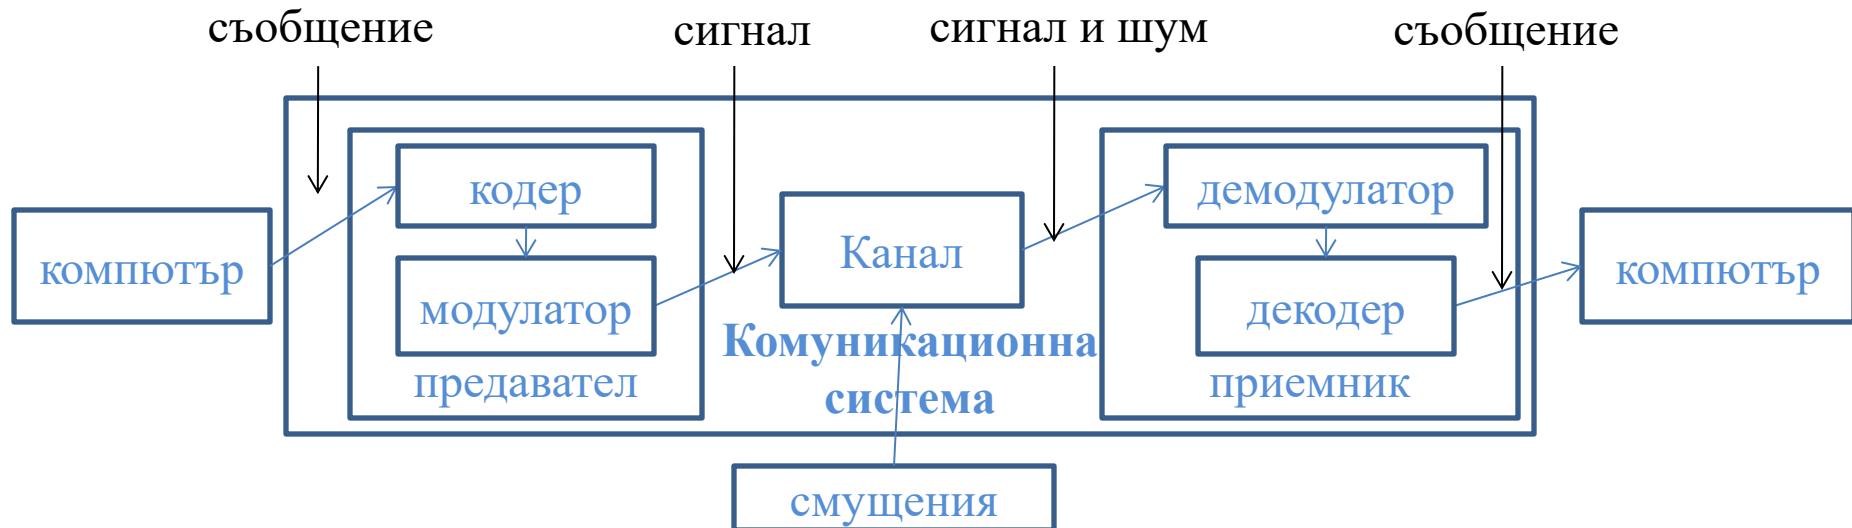 съобщение
сигнал
сигнал и шум
съобщение
кодер
демодулатор
компютър
Канал
компютър
модулатор
декодер
Комуникационна
система
предавател
приемник
смущения